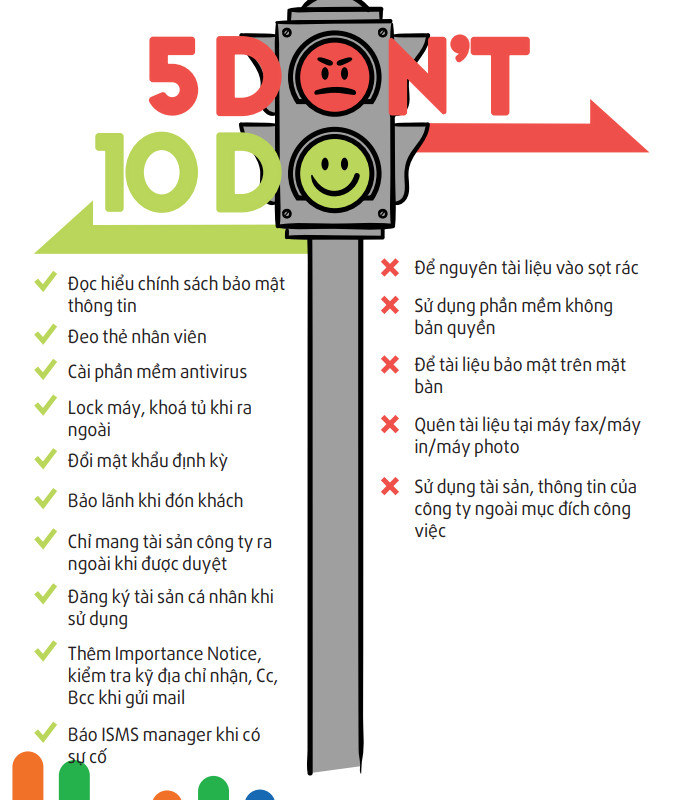 5 DON'T
10 DO
Đọc hiểu chính sách bảo mật
thông tin
Đeo thẻ nhân viên
Cài phần mềm antivirus
Lock máy, khoá tủ khi ra
ngoài
Đổi mật khẩu định kỳ
Bảo lãnh khi đón khách
Chỉ mang tài sản công ty ra
ngoài khi được duyệt
Đăng ký tài sản cá nhân khi
sử dụng
Thêm Importance Notice,
kiểm tra kỹ địa chỉ nhận, Cc,
Bcc khi gửi mail
Báo ISMS manager khi có
sự cố
Để nguyên tài liệu vào sọt rác
Sử dụng phần mềm không
bản quyền
Để tài liệu bảo mật trên mặt
bàn
Quên tài liệu tại máy fax/máy
in/máy photo
Sử dụng tài sản, thông tin của
công ty ngoài mục đích công
việc